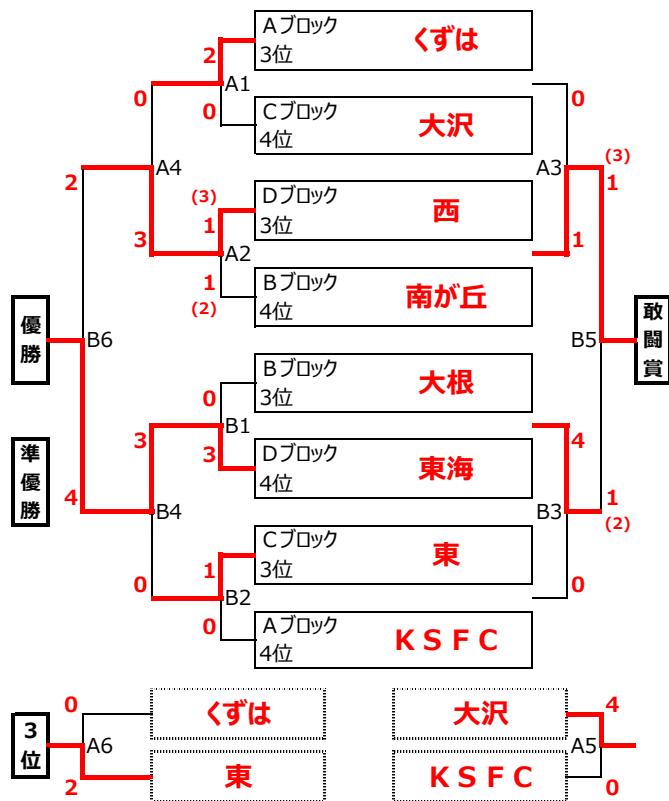 Aブロック
3位
くずは
2
A1
0
0
0
Cブロック
4位
大沢
2
A4
A3
(3)
1
(3)
1
Dブロック
3位
西
3
A2
1
1
(2)
Bブロック
4位
南が丘
優勝
B6
B5
敢闘賞
Bブロック
3位
大根
0
3
B1
3
4
Dブロック
4位
東海
準優勝
4
B4
B3
1
(2)
Cブロック
3位
東
1
0
B2
0
0
Aブロック
4位
KSFC
0
くずは
大沢
4
3位
A6
A5
2
東
KSFC
0